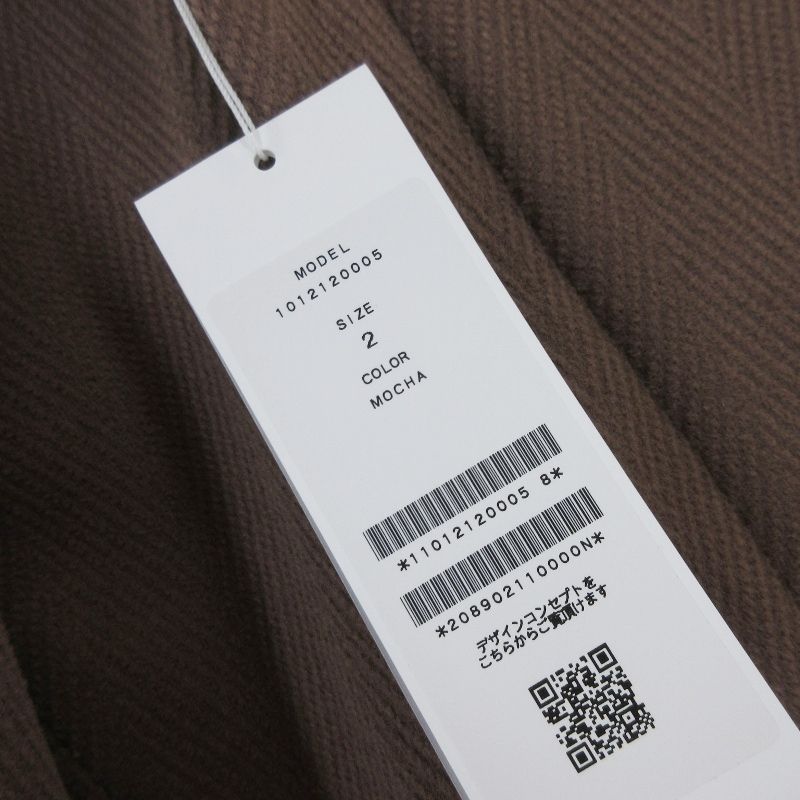 MODEL
1012120005
SIZE
2
COLOR
MOCHA
*11012120005 8*
*208902110000N*
デザインコンセプトを
こちらからご覧頂けます